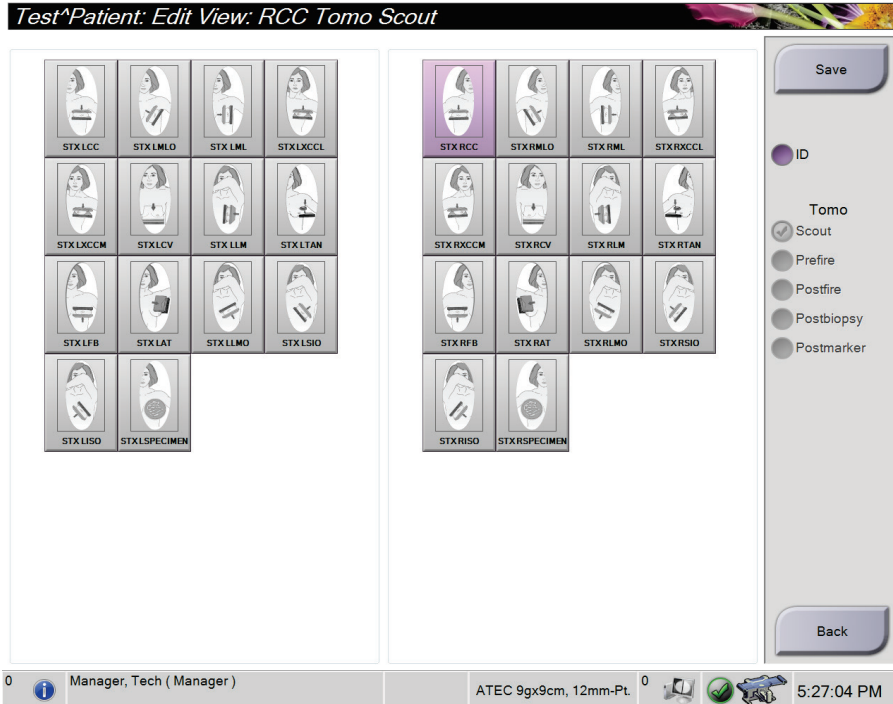 Test^Patient: Edit View: RCC Tomo Scout
STX LCC STX LMLO STX LML STX LXCCL
STX LXCCM STX LCV STX LLM STX LTAN
STX LFB STX LAT STX LLMO STX LSIO
STX LISO STX LSPECIMEN
STX RCC STX RMLO STX RML STX RXCCL
STX RXCCM STX RCV STX RLM STX RTAN
STX RFB STX RAT STX RLMO STX RSIO
STX RISO STX RSPECIMEN
Save
ID
Tomo
Scout
Prefire
Postfire
Postbiopsy
Postmarker
Back
0 Manager, Tech ( Manager ) ATEC 9gx9cm, 12mm-Pt. 0 5:27:04 PM